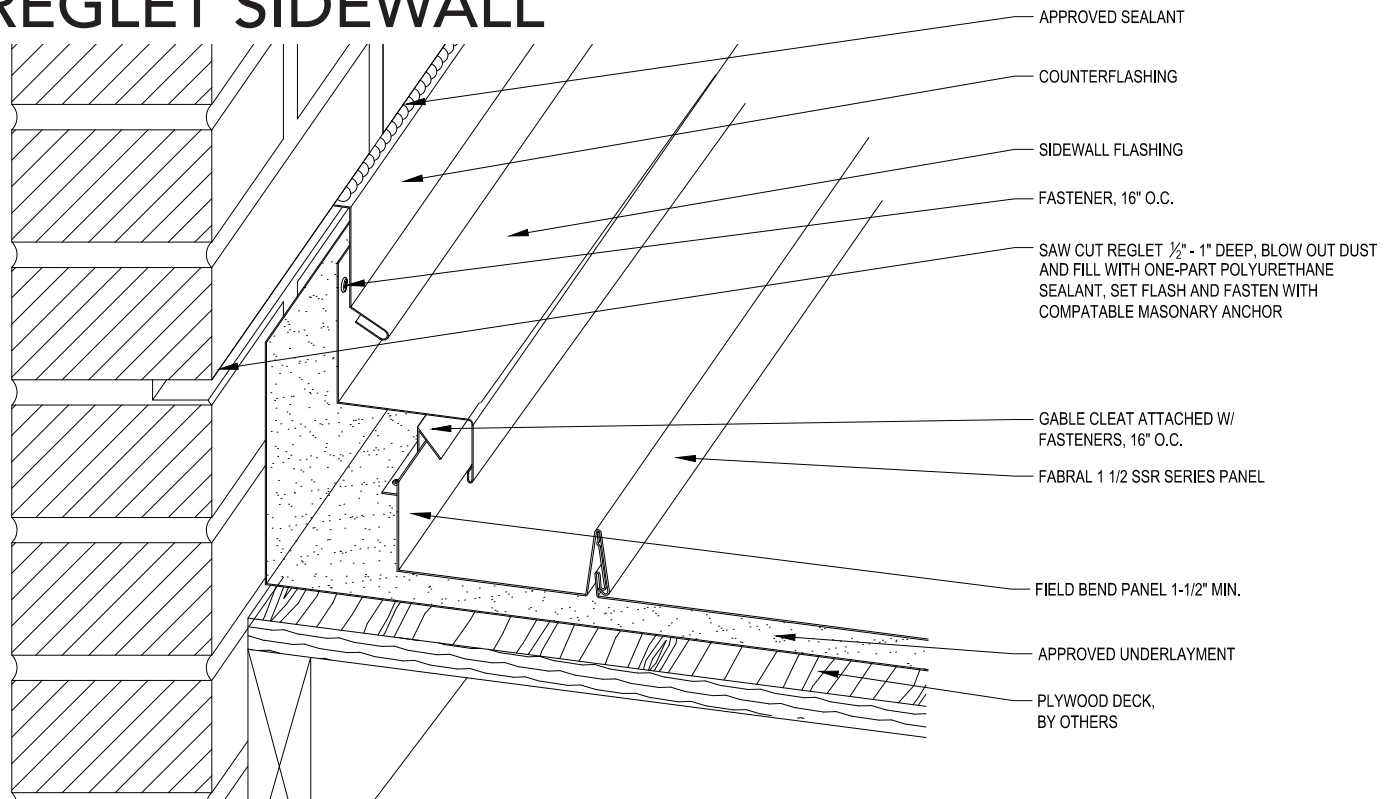 REGLET SIDEWALL
APPROVED SEALANT
COUNTERFLASHING
SIDEWALL FLASHING
FASTENER, 16" O.C.
SAW CUT REGLET ½" - 1" DEEP, BLOW OUT DUST
AND FILL WITH ONE-PART POLYURETHANE
SEALANT, SET FLASH AND FASTEN WITH
COMPATABLE MASONARY ANCHOR
GABLE CLEAT ATTACHED W/
FASTENERS, 16" O.C.
FABRAL 1 1/2 SSR SERIES PANEL
FIELD BEND PANEL 1-1/2" MIN.
APPROVED UNDERLAYMENT
PLYWOOD DECK,
BY OTHERS